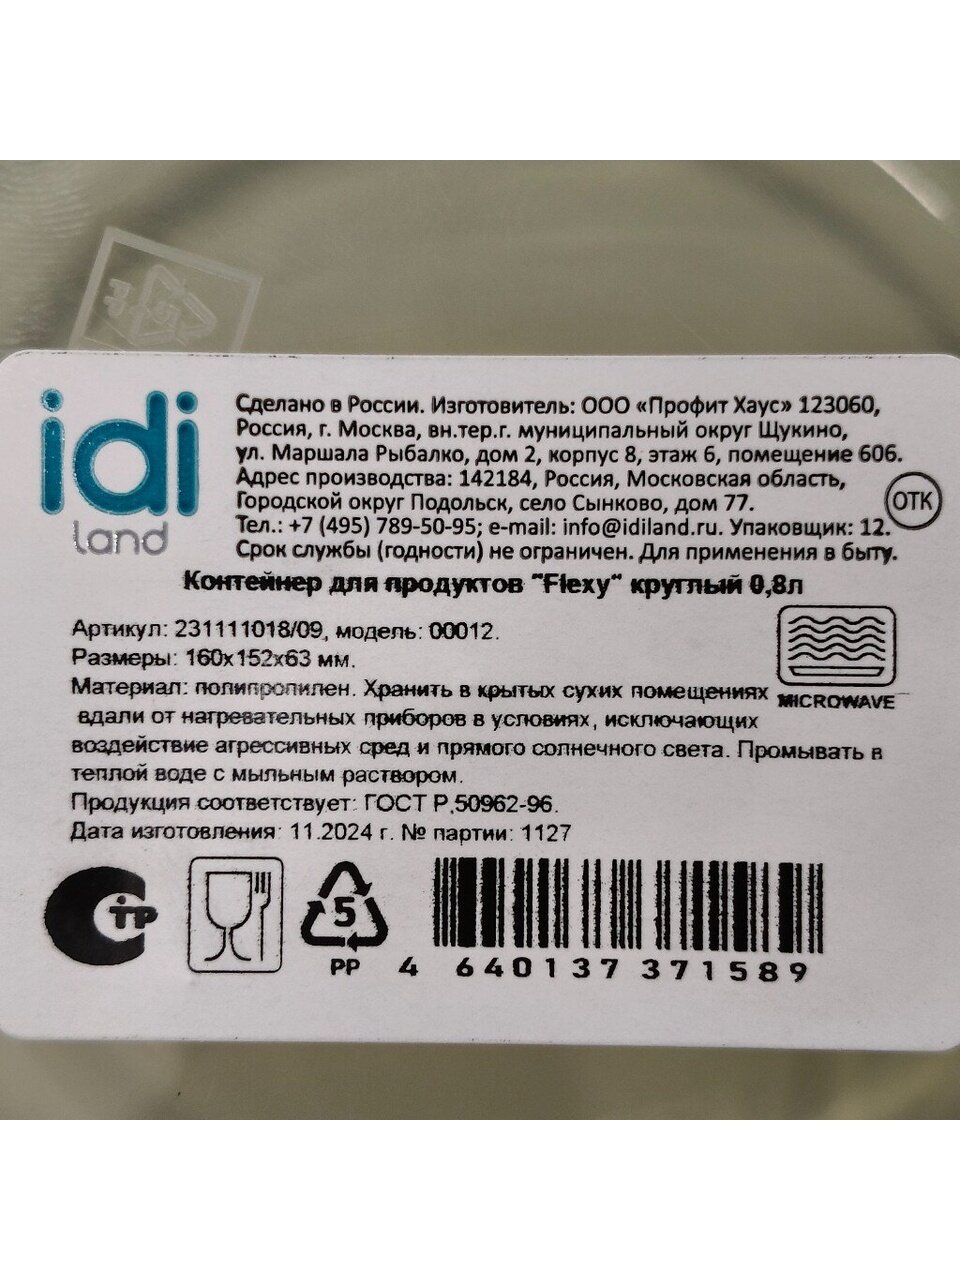 idi
land
Сделано в России. Изготовитель: ООО «Профит Хаус» 123060,
Россия, г. Москва, вн.тер.г. муниципальный округ Щукино,
ул. Маршала Рыбалко, дом 2, корпус 8, этаж 6, помещение 606.
Адрес производства: 142184, Россия, Московская область,
Городской округ Подольск, село Сынково, дом 77.
Тел.: +7 (495) 789-50-95; e-mail: info@idiland.ru. Упаковщик: 12.
Срок службы (годности) не ограничен. Для применения в быту.
ОТК
Контейнер для продуктов "Flexy" круглый 0,8л
Артикул: 231111018/09, модель: 00012.
Размеры: 160х152х63 мм.
Материал: полипропилен. Хранить в крытых сухих помещениях
вдали от нагревательных приборов в условиях, исключающих
воздействие агрессивных сред и прямого солнечного света. Промывать в
теплой воде с мыльным раствором.
Продукция соответствует: ГОСТ Р.50962-96.
Дата изготовления: 11.2024 г. № партии: 1127
MICROWAVE
СТР
5
PP
4 640137 371589